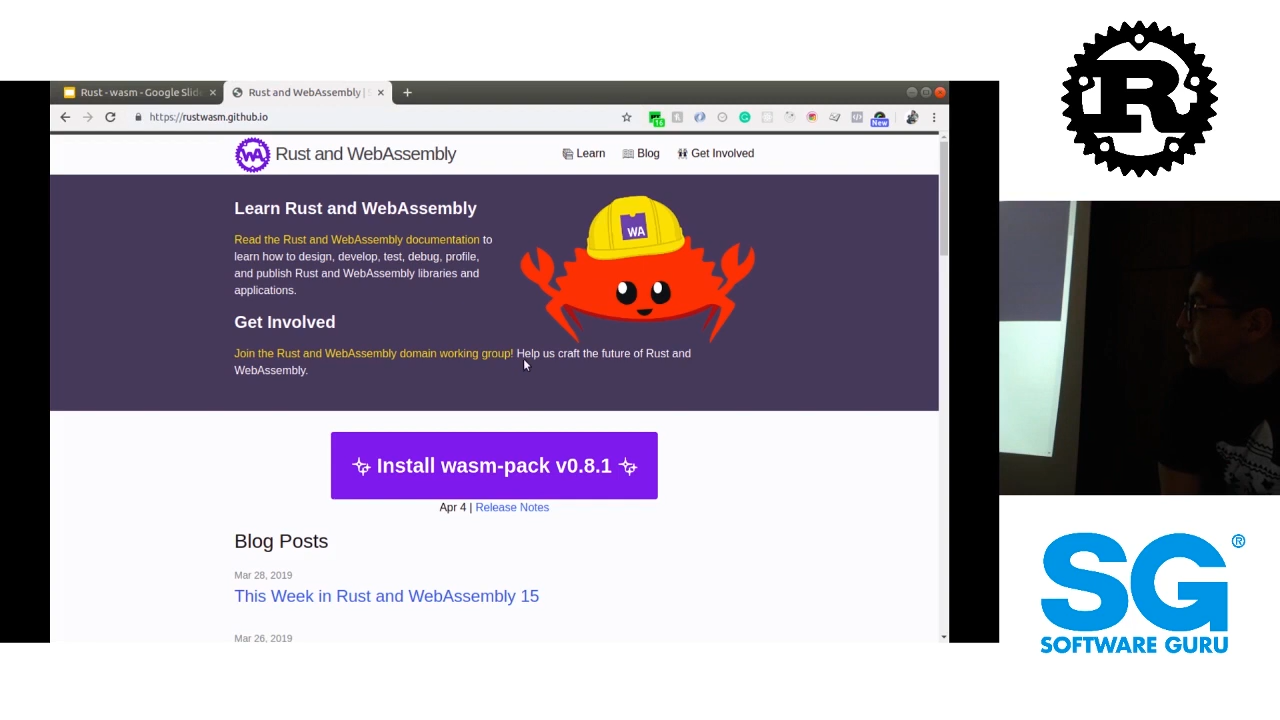 Rust - wasm - Google Slid
Rust and WebAssembly |
https://rustwasm.github.io
16
New
WA
Rust and WebAssembly
Learn
Blog
Get Involved
Learn Rust and WebAssembly
Read the Rust and WebAssembly documentation to
learn how to design, develop, test, debug, profile,
and publish Rust and WebAssembly libraries and
applications.
WA
Get Involved
Join the Rust and WebAssembly domain working group! Help us craft the future of Rust and
WebAssembly.
Install wasm-pack v0.8.1
Apr 4 | Release Notes
Blog Posts
Mar 28, 2019
This Week in Rust and WebAssembly 15
Mar 26, 2019
R
SG®
SOFTWARE GURU